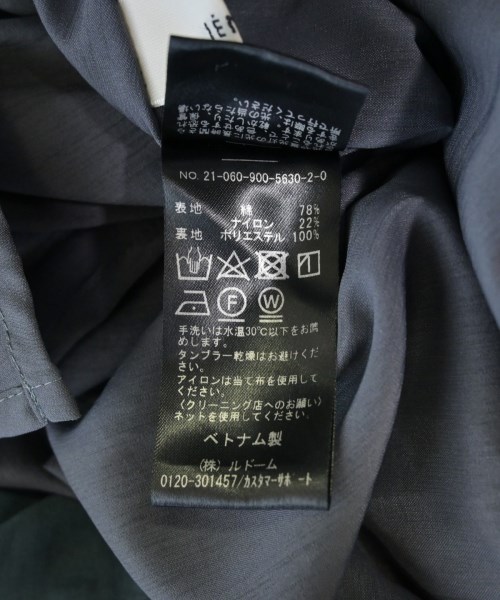 NO. 21-060-900-5630-2-0
表地 綿 78%
ナイロン 22%
裏地 ポリエステル 100%
F W
手洗いは水温30℃以下をお薦
めします。
タンブラー乾燥はお避けくださ
い。
アイロンは当て布を使用して
ください。
〈クリーニング店へのお願い〉
ネットを使用してください。
ベトナム製
(株) ルドーム
0120-301457/カスタマーサポート